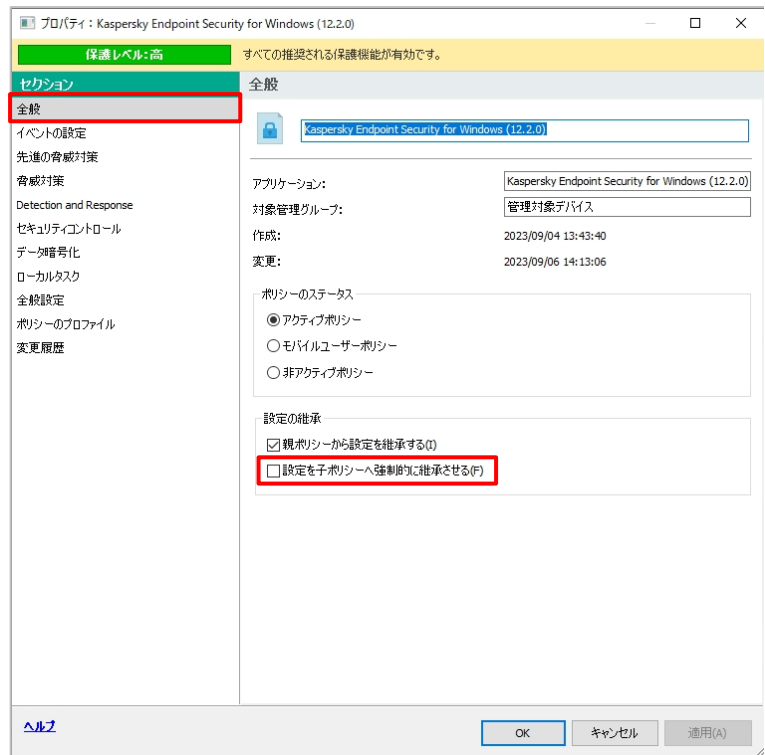 プロパティ：Kaspersky Endpoint Security for Windows (12.2.0)
保護レベル：高
すべての推奨される保護機能が有効です。
セクション
全般
イベントの設定
先進の脅威対策
脅威対策
Detection and Response
セキュリティコントロール
データ暗号化
ローカルタスク
全般設定
ポリシーのプロファイル
変更履歴
全般
Kaspersky Endpoint Security for Windows (12.2.0)
アプリケーション： Kaspersky Endpoint Security for Windows (12.2.0)
対象管理グループ： 管理対象デバイス
作成： 2023/09/04 13:43:40
変更： 2023/09/06 14:13:06
ポリシーのステータス
アクティブポリシー
モバイルユーザーポリシー
非アクティブポリシー
設定の継承
親ポリシーから設定を継承する(I)
設定を子ポリシーへ強制的に継承させる(F)
ヘルプ
OK キャンセル 適用(A)